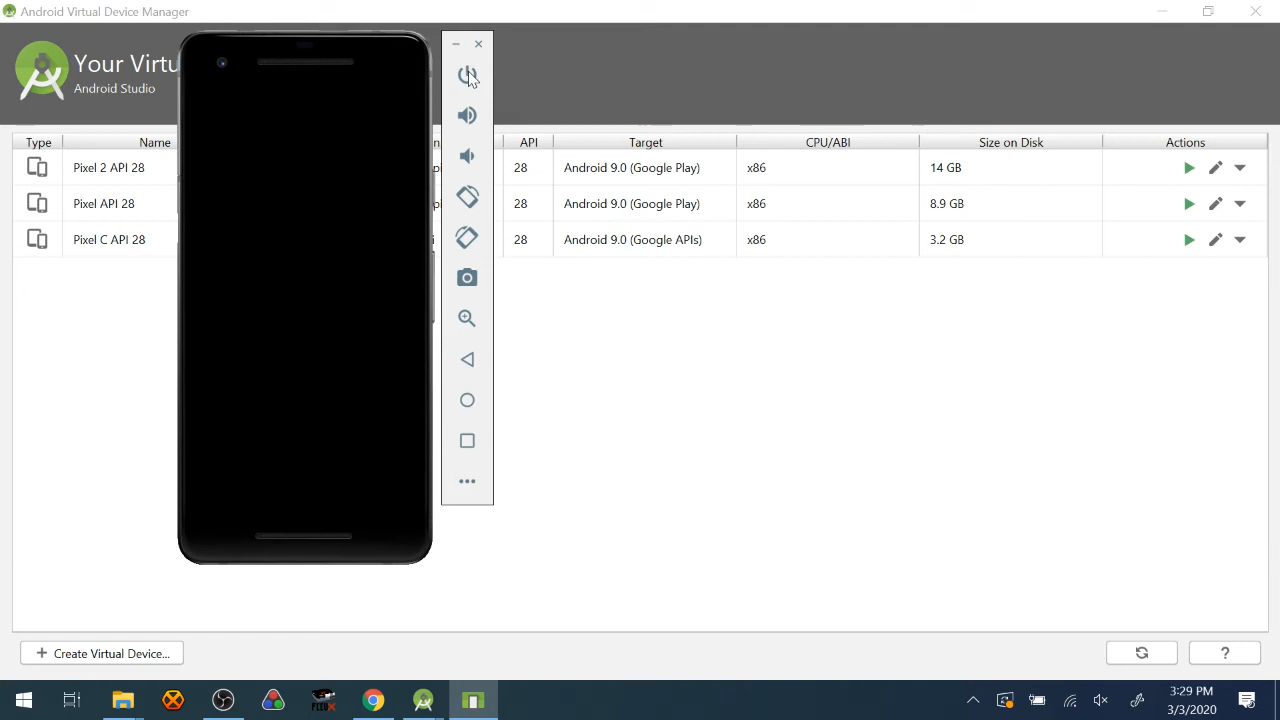 Android Virtual Device Manager
Your Virtu
Android Studio
Type Name API Target CPU/ABI Size on Disk Actions
Pixel 2 API 28 28 Android 9.0 (Google Play) x86 14 GB
Pixel API 28 28 Android 9.0 (Google Play) x86 8.9 GB
Pixel C API 28 28 Android 9.0 (Google APIs) x86 3.2 GB
+ Create Virtual Device...
?
3:29 PM
3/3/2020